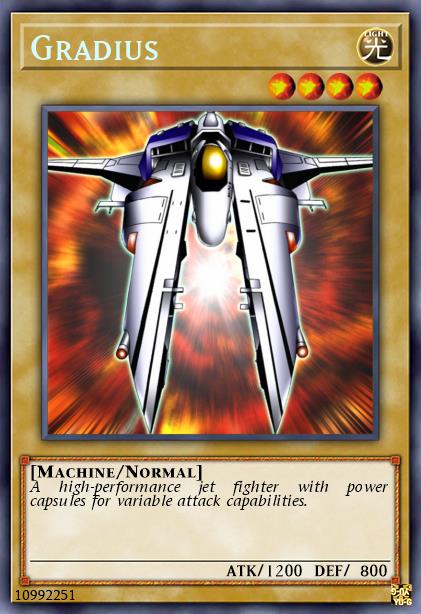 GRADIUS
LIGHT
光
[MACHINE/NORMAL]
A high-performance jet fighter with power
capsules for variable attack capabilities.
ATK/1200 DEF/ 800
10992251